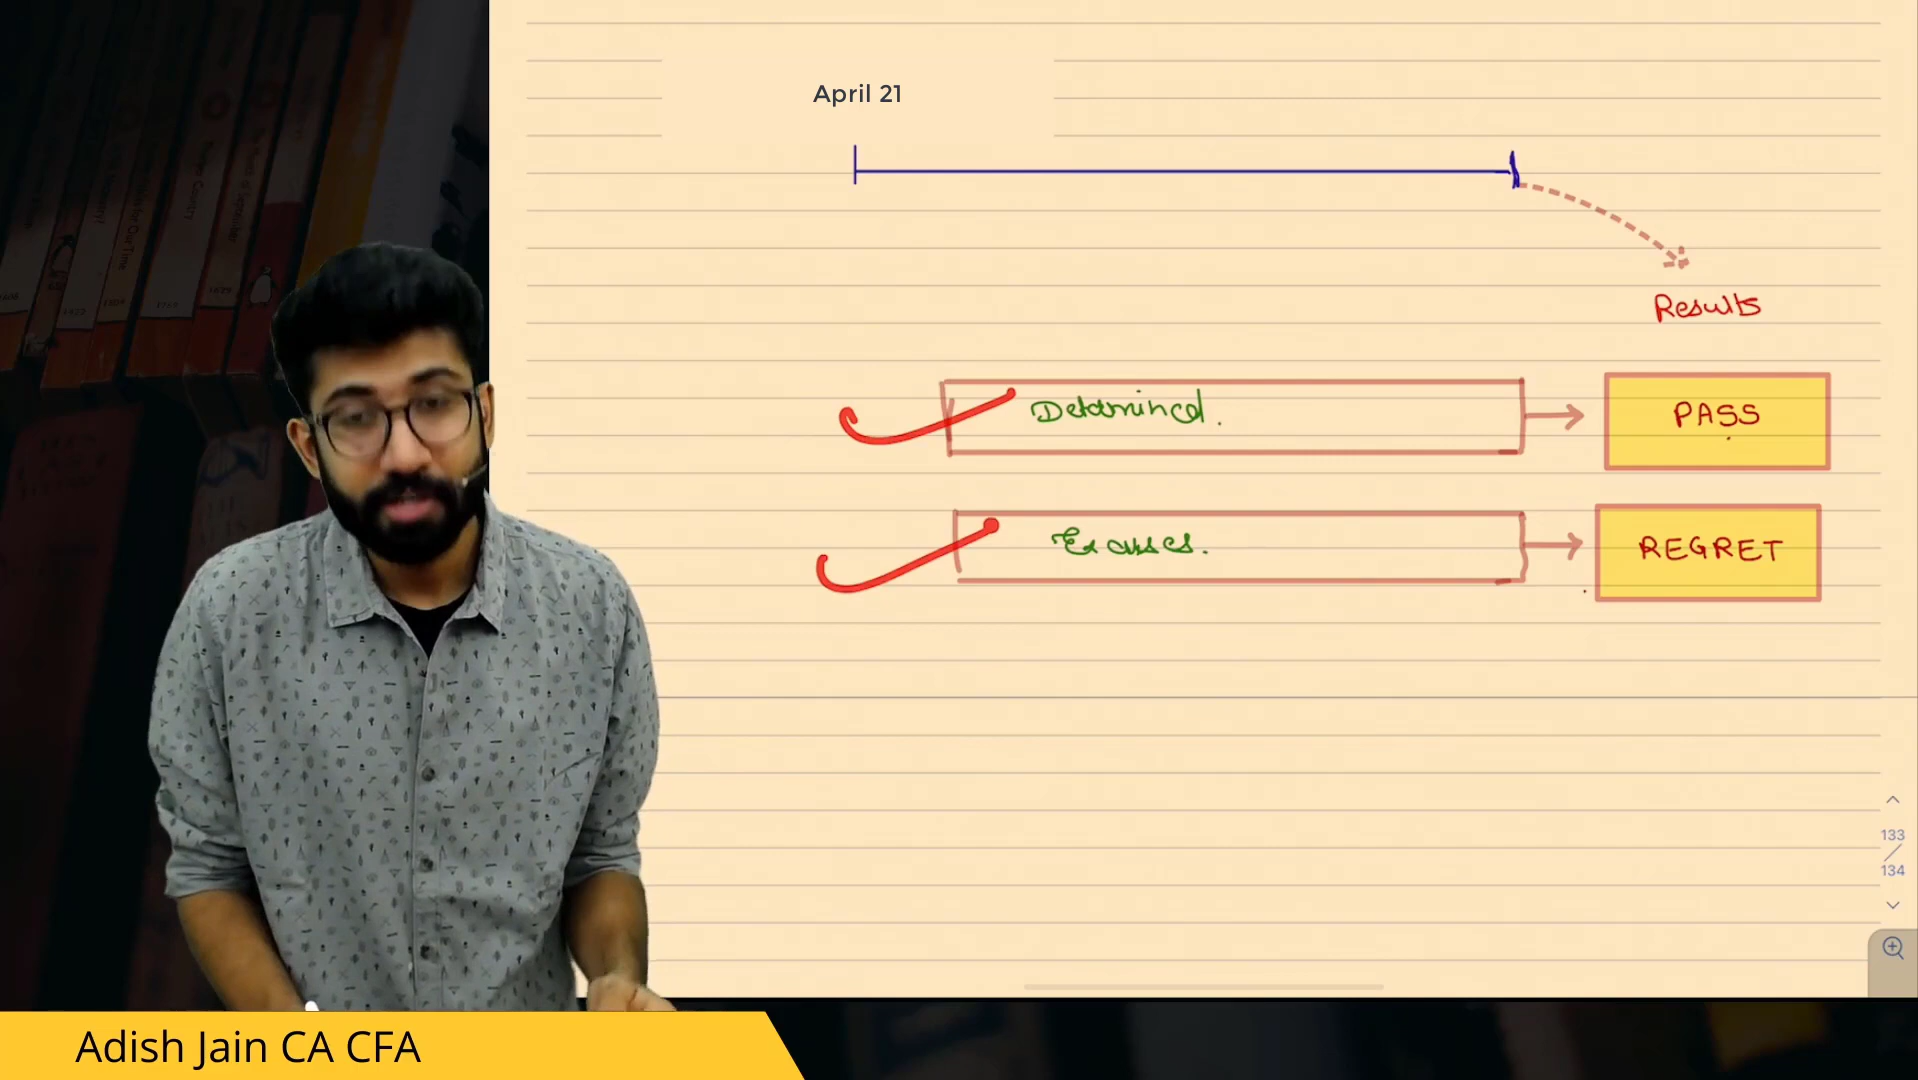 April 21
Results
Determined.
PASS
Excuses.
REGRET
133
134
Adish Jain CA CFA